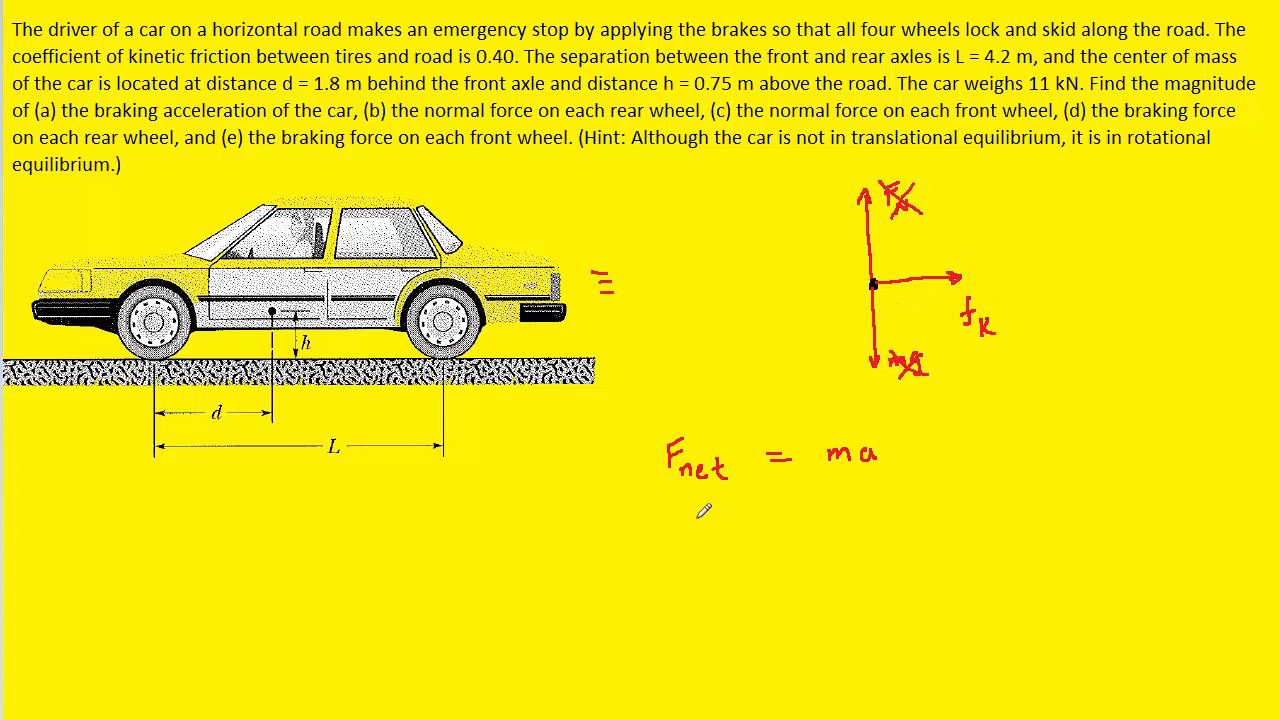 The driver of a car on a horizontal road makes an emergency stop by applying the brakes so that all four wheels lock and skid along the road. The
coefficient of kinetic friction between tires and road is 0.40. The separation between the front and rear axles is L = 4.2 m, and the center of mass
of the car is located at distance d = 1.8 m behind the front axle and distance h = 0.75 m above the road. The car weighs 11 kN. Find the magnitude
of (a) the braking acceleration of the car, (b) the normal force on each rear wheel, (c) the normal force on each front wheel, (d) the braking force
on each rear wheel, and (e) the braking force on each front wheel. (Hint: Although the car is not in translational equilibrium, it is in rotational
equilibrium.)
F_N
=
f_k
h
mg
d
L
F_net = ma